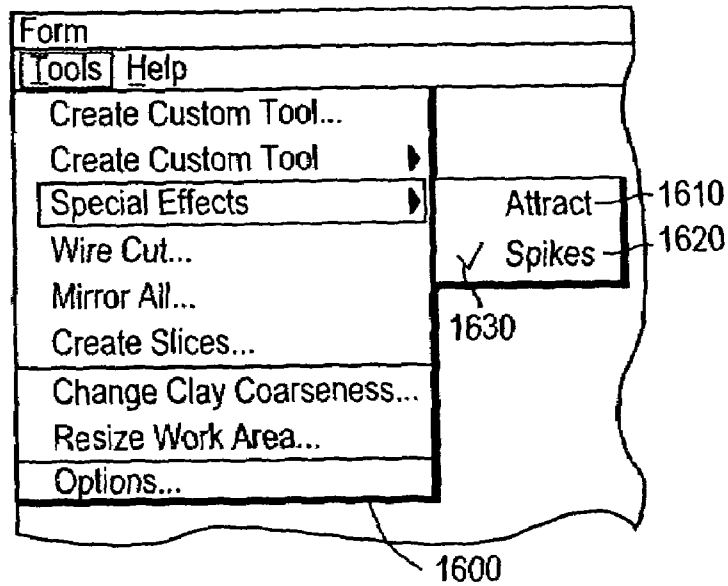 Form
Tools Help
Create Custom Tool...
Create Custom Tool
Special Effects
Attract 1610
Wire Cut...
Spikes 1620
1630
Mirror All...
Create Slices...
Change Clay Coarseness...
Resize Work Area...
Options...
1600